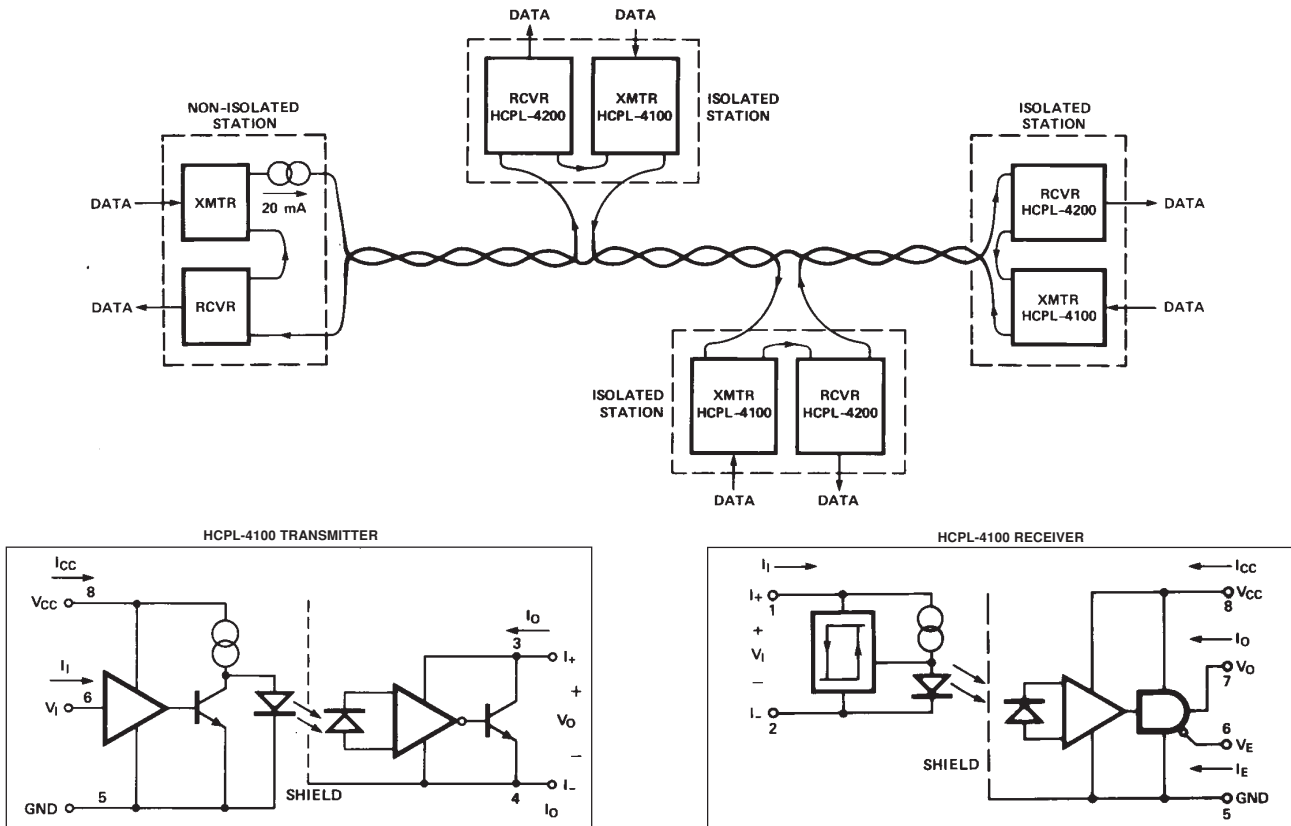 DATA
DATA
RCVR
HCPL-4200
XMTR
HCPL-4100
ISOLATED
STATION
NON-ISOLATED
STATION
DATA
XMTR
20 mA
DATA
RCVR
ISOLATED
STATION
RCVR
HCPL-4200
DATA
XMTR
HCPL-4100
DATA
ISOLATED
STATION
XMTR
HCPL-4100
RCVR
HCPL-4200
DATA
DATA
HCPL-4100 TRANSMITTER
ICC
8
VCC
II
6
VI
5
GND
SHIELD
IO
3
I+
+
VO
–
I–
4
IO
HCPL-4100 RECEIVER
II
I+
1
+
VI
–
I–
2
SHIELD
ICC
VCC
8
IO
VO
7
6
VE
IE
GND
5